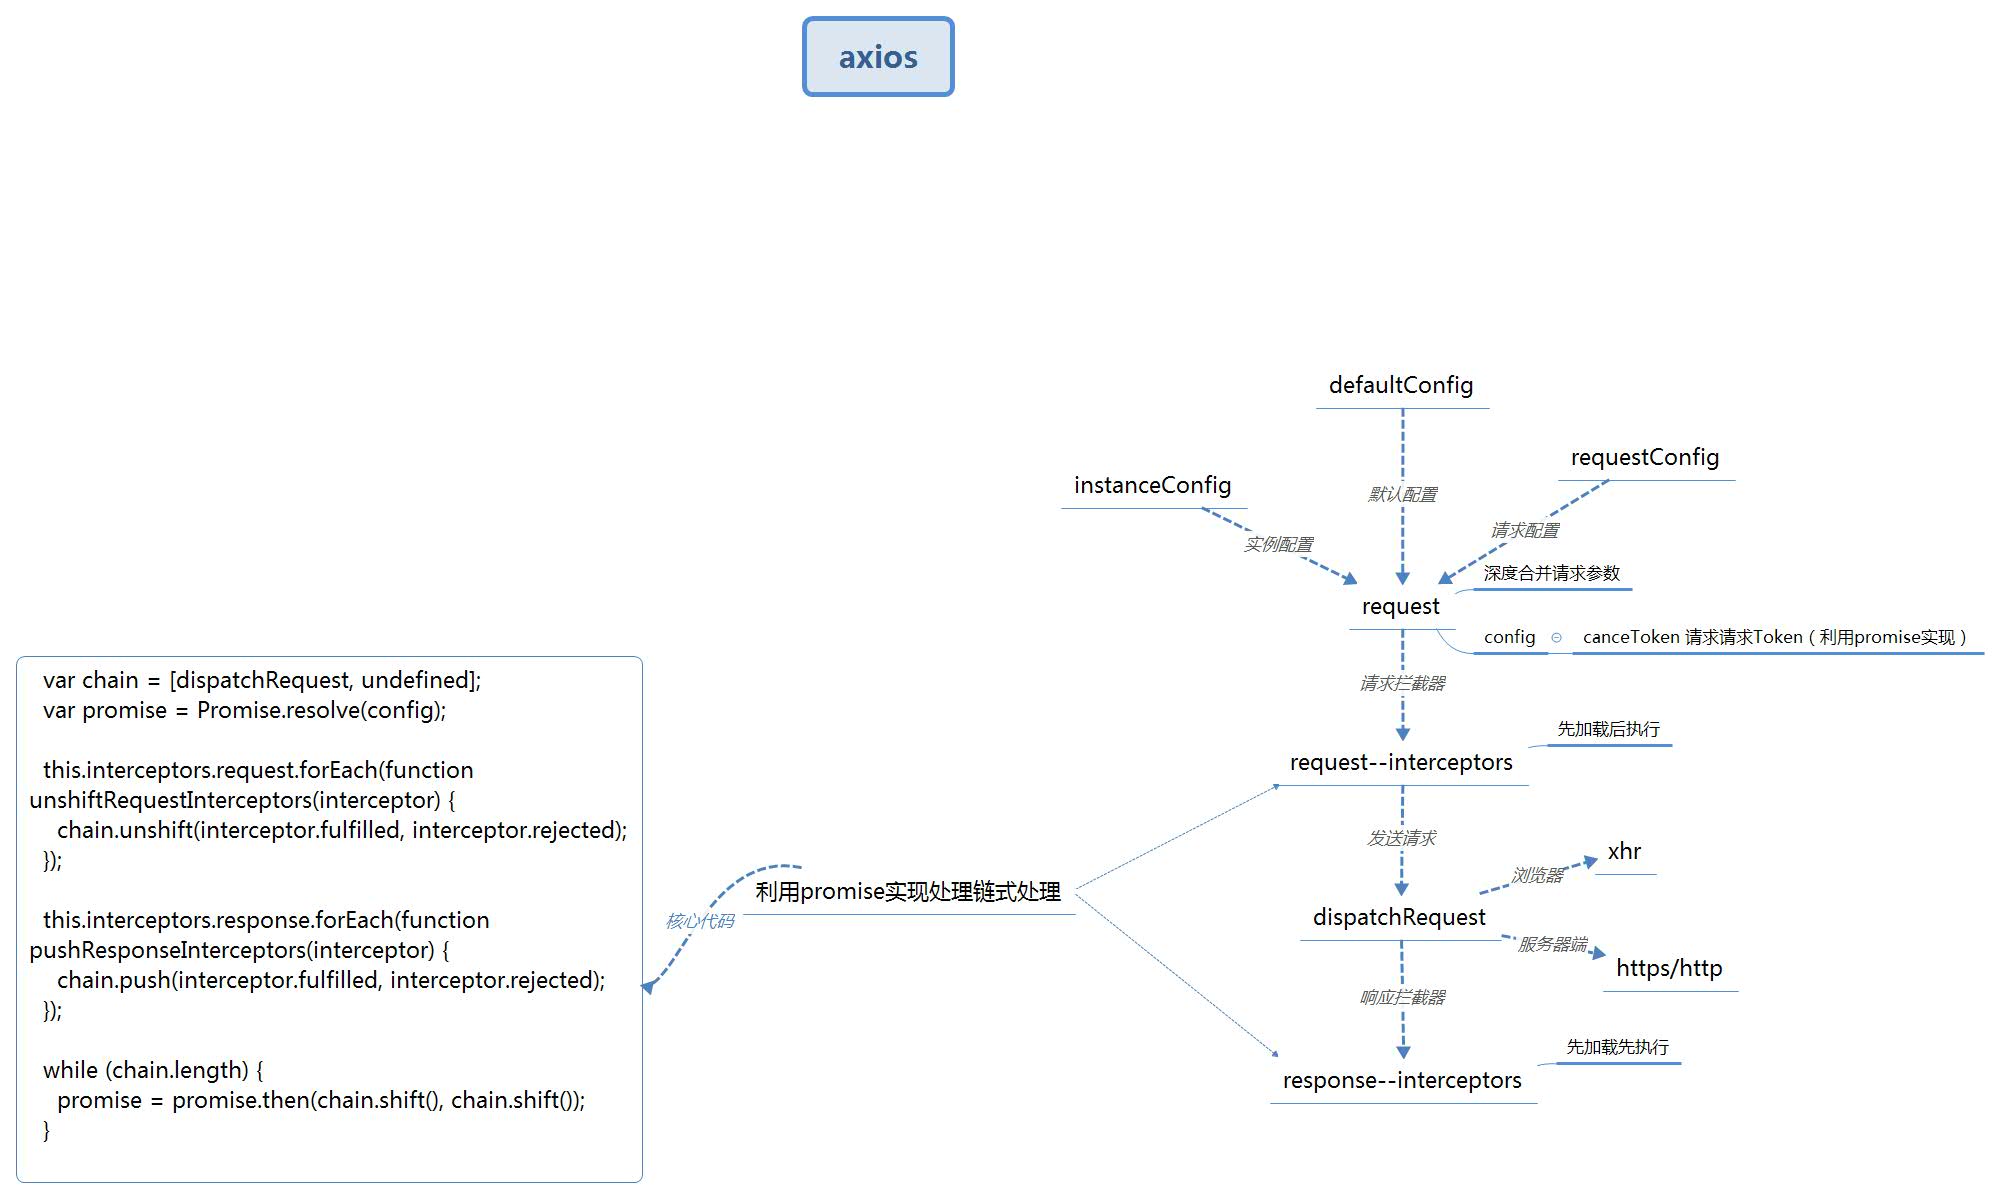 axios
defaultConfig
requestConfig
instanceConfig
默认配置
请求配置
实例配置
深度合并请求参数
request
config
canceToken 请求请求Token（利用promise实现）
请求拦截器
先加载后执行
request--interceptors
发送请求
xhr
浏览器
dispatchRequest
服务器端
https/http
响应拦截器
先加载先执行
response--interceptors
利用promise实现处理链式处理
核心代码
var chain = [dispatchRequest, undefined];
var promise = Promise.resolve(config);
this.interceptors.request.forEach(function
unshiftRequestInterceptors(interceptor) {
chain.unshift(interceptor.fulfilled, interceptor.rejected);
});
this.interceptors.response.forEach(function
pushResponseInterceptors(interceptor) {
chain.push(interceptor.fulfilled, interceptor.rejected);
});
while (chain.length) {
promise = promise.then(chain.shift(), chain.shift());
}